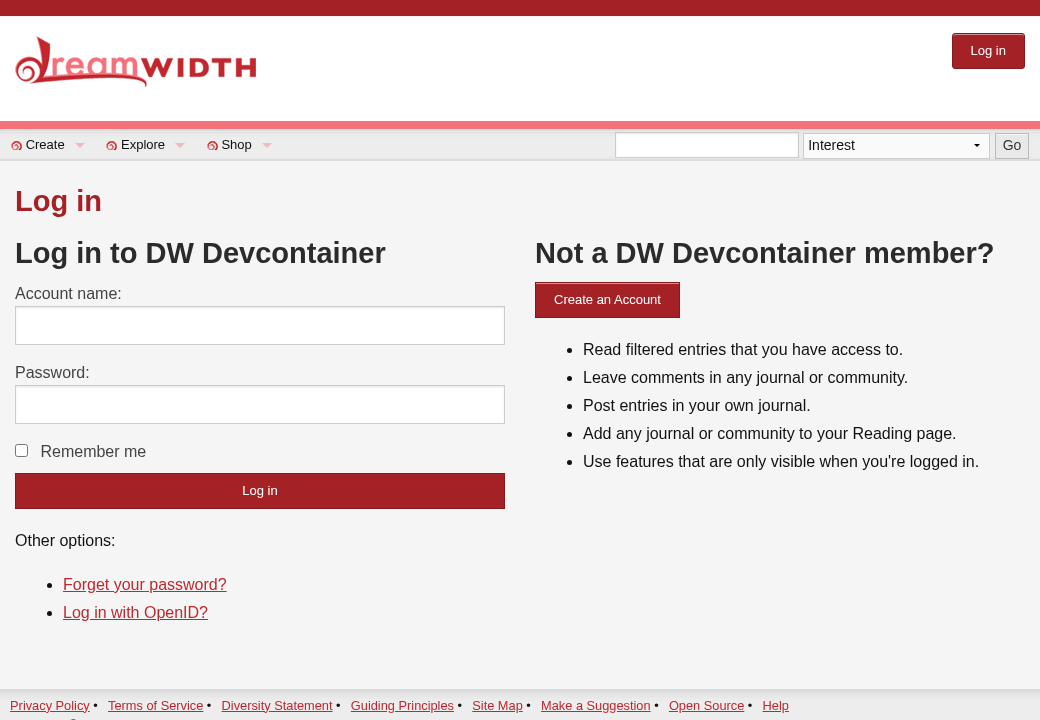 dreamWIDTH
Log in
Create Explore Shop Interest Go
Log in
Log in to DW Devcontainer
Account name:
Password:
Remember me
Log in
Other options:
Forget your password?
Log in with OpenID?
Not a DW Devcontainer member?
Create an Account
Read filtered entries that you have access to.
Leave comments in any journal or community.
Post entries in your own journal.
Add any journal or community to your Reading page.
Use features that are only visible when you're logged in.
Privacy Policy • Terms of Service • Diversity Statement • Guiding Principles • Site Map • Make a Suggestion • Open Source • Help